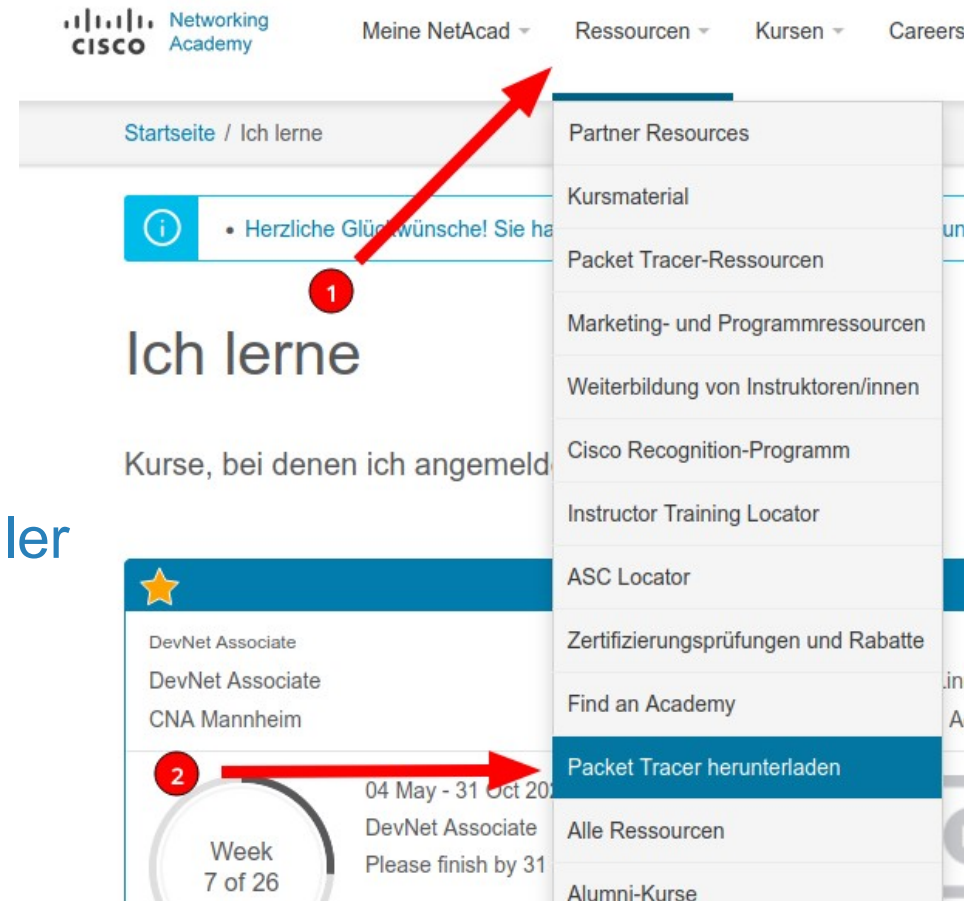 Networking
CISCO Academy
Meine NetAcad Ressourcen Kursen Careers
Startseite / Ich lerne
• Herzliche Glückwünsche! Sie ha
un
1
Ich lerne
Kurse, bei denen ich angemeld
ler
Partner Resources
Kursmaterial
Packet Tracer-Ressourcen
Marketing- und Programmressourcen
Weiterbildung von Instruktoren/innen
Cisco Recognition-Programm
Instructor Training Locator
ASC Locator
Zertifizierungsprüfungen und Rabatte
Find an Academy
Packet Tracer herunterladen
Alle Ressourcen
Alumni-Kurse
DevNet Associate
DevNet Associate
CNA Mannheim
2
Week
7 of 26
04 May - 31 Oct 202
DevNet Associate
Please finish by 31